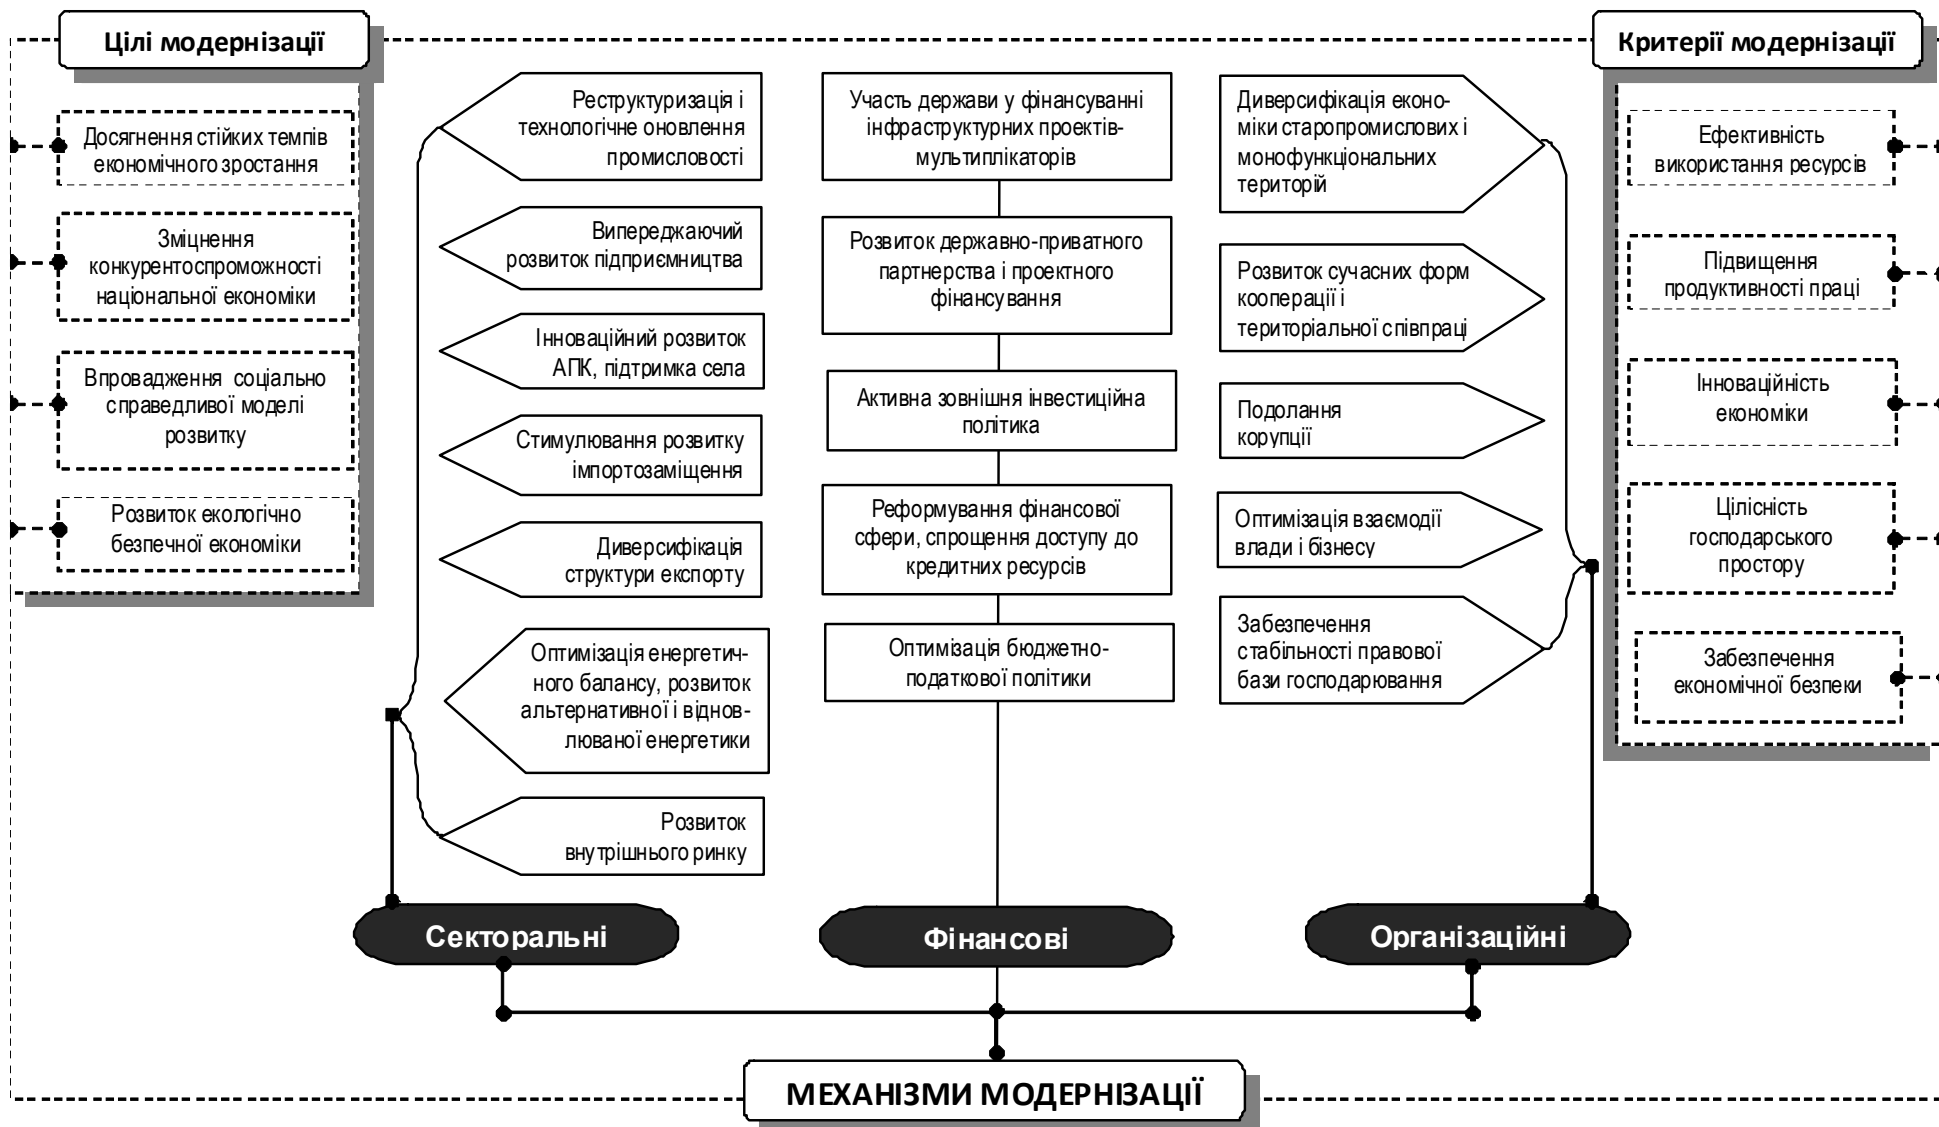 Цілі модернізації
Досягнення стійких темпів
економічного зростання
Зміцнення
конкурентоспроможності
національної економіки
Впровадження соціально
справедливої моделі
розвитку
Розвиток екологічно
безпечної економіки
Реструктуризація і
технологічне оновлення
промисловості
Випереджаючий
розвиток підприємництва
Інноваційний розвиток
АПК, підтримка села
Стимулювання розвитку
імпортозаміщення
Диверсифікація
структури експорту
Оптимізація енергетич-
ного балансу, розвиток
альтернативної і віднов-
люваної енергетики
Розвиток
внутрішнього ринку
Участь держави у фінансуванні
інфраструктурних проектів-
мультиплікаторів
Розвиток державно-приватного
партнерства і проектного
фінансування
Активна зовнішня інвестиційна
політика
Реформування фінансової
сфери, спрощення доступу до
кредитних ресурсів
Оптимізація бюджетно-
податкової політики
Диверсифікація еконо-
міки старопромислових і
монофункціональних
територій
Розвиток сучасних форм
кооперації і
територіальної співпраці
Подолання
корупції
Оптимізація взаємодії
влади і бізнесу
Забезпечення
стабільності правової
бази господарювання
Критерії модернізації
Ефективність
використання ресурсів
Підвищення
продуктивності праці
Інноваційність
економіки
Цілісність
господарського
простору
Забезпечення
економічної безпеки
Секторальні
Фінансові
Організаційні
МЕХАНІЗМИ МОДЕРНІЗАЦІЇ